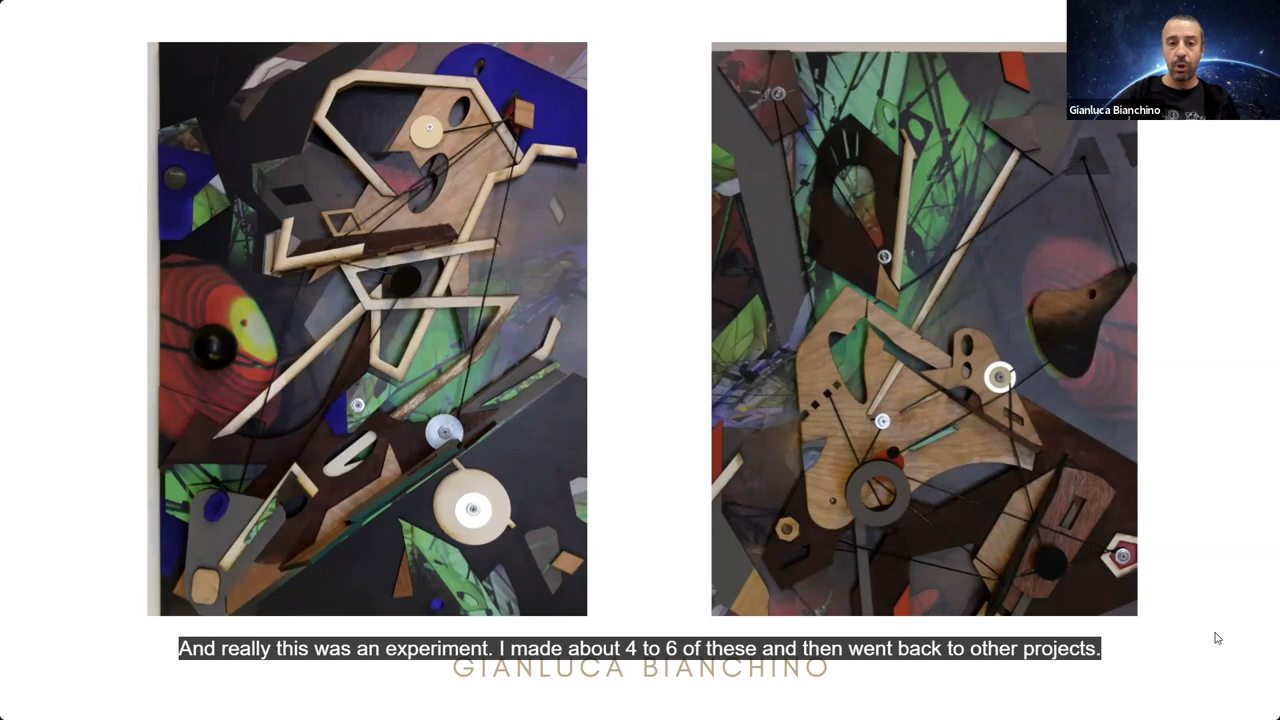 Gianluca Bianchino
And really this was an experiment. I made about 4 to 6 of these and then went back to other projects.
GIANLUCA BIANCHINO